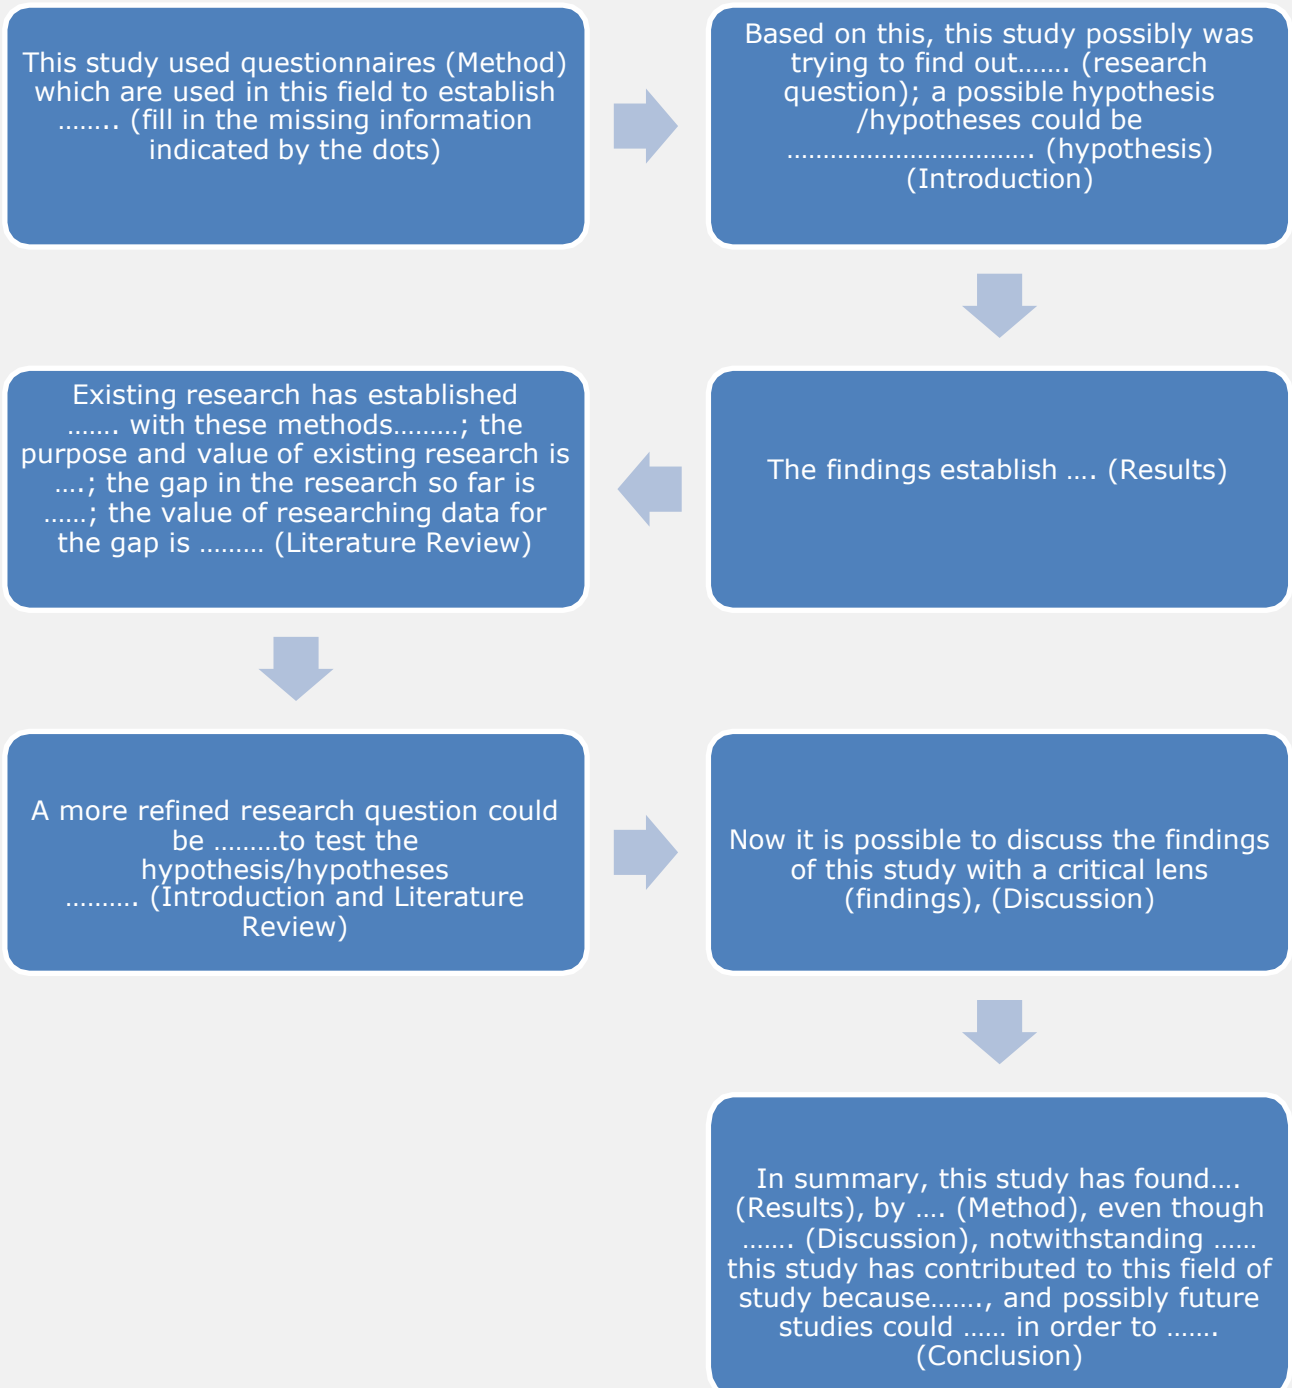 This study used questionnaires (Method)
which are used in this field to establish
…….. (fill in the missing information
indicated by the dots)
Based on this, this study possibly was
trying to find out……. (research
question); a possible hypothesis
/hypotheses could be
……………………………. (hypothesis)
(Introduction)
The findings establish …. (Results)
Existing research has established
……. with these methods………; the
purpose and value of existing research is
….; the gap in the research so far is
……; the value of researching data for
the gap is ……… (Literature Review)
A more refined research question could
be ………to test the
hypothesis/hypotheses
………. (Introduction and Literature
Review)
Now it is possible to discuss the findings
of this study with a critical lens
(findings), (Discussion)
In summary, this study has found….
(Results), by …. (Method), even though
……. (Discussion), notwithstanding ……
this study has contributed to this field of
study because……., and possibly future
studies could …… in order to …….
(Conclusion)